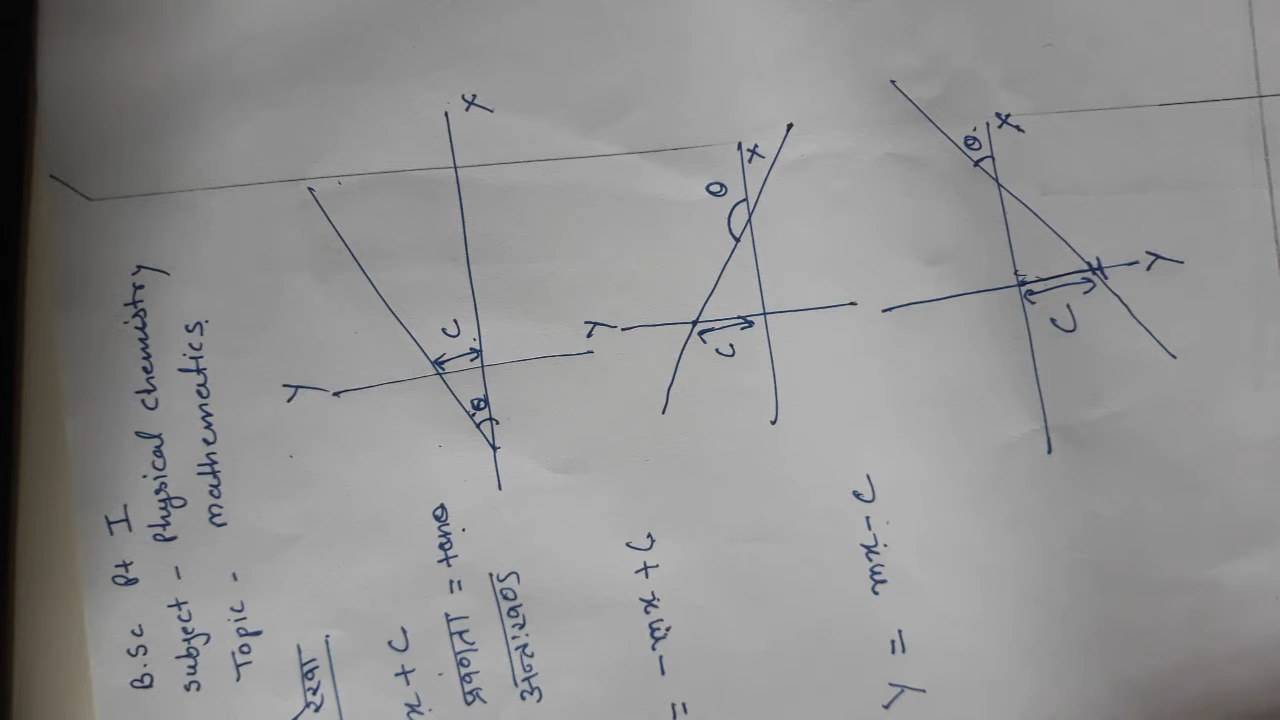 B.Sc Pt I
Subject - Physical chemistry
Topic - mathematics.
रेखा
x + C
प्रवणता = tanθ
अन्तःखण्ड
Y
X
C
θ
= - mx + C
Y
X
C
θ
Y = mx - C
Y
X
C
θ